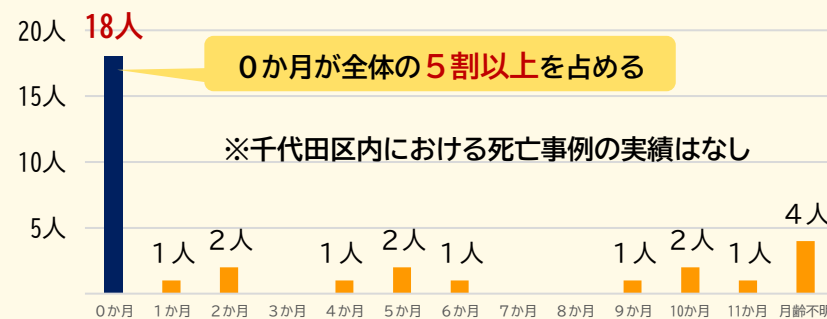 20人 18人
0か月が全体の5割以上を占める
15人
※千代田区内における死亡事例の実績はなし
10人
5人
1人 2人 1人 2人 1人 1人 2人 1人 4人
0か月 1か月 2か月 3か月 4か月 5か月 6か月 7か月 8か月 9か月 10か月 11か月 月齢不明